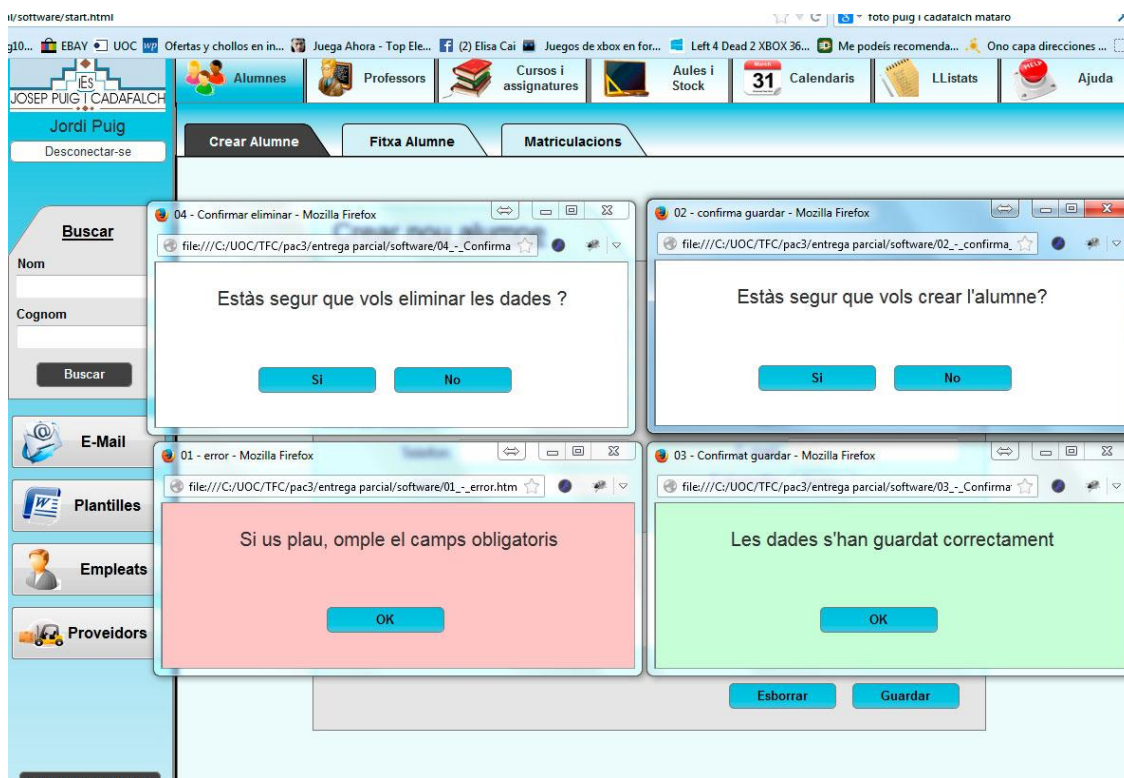 al/software/start.html
foto puig i cadafalch mataro
g10... EBAY UOC Ofertas y chollos en in... Juega Ahora - Top Ele... (2) Elisa Cai Juegos de xbox en for... Left 4 Dead 2 XBOX 36... Me podeis recomenda... Ono capa direcciones ...
IES
JOSEP PUIG I CADAFALCH
Alumnes
Professors
Cursos i
assignatures
Aules i
Stock
March
31
Calendaris
LListats
HELP
Ajuda
Jordi Puig
Desconectar-se
Crear Alumne
Fitxa Alumne
Matriculacions
Buscar
Nom
Cognom
Buscar
E-Mail
Plantilles
Empleats
Proveidors
Crear nou alumne
04 - Confirmar eliminar - Mozilla Firefox
file:///C:/UOC/TFC/pac3/entrega parcial/software/04_-_Confirma
Estàs segur que vols eliminar les dades ?
Si
No
02 - confirma guardar - Mozilla Firefox
file:///C:/UOC/TFC/pac3/entrega parcial/software/02_-_confirma_
Estàs segur que vols crear l'alumne?
Si
No
01 - error - Mozilla Firefox
file:///C:/UOC/TFC/pac3/entrega parcial/software/01_-_error.htm
Si us plau, omple el camps obligatoris
OK
03 - Confirmat guardar - Mozilla Firefox
file:///C:/UOC/TFC/pac3/entrega parcial/software/03_-_Confirma
Les dades s'han guardat correctament
OK
Esborrar
Guardar